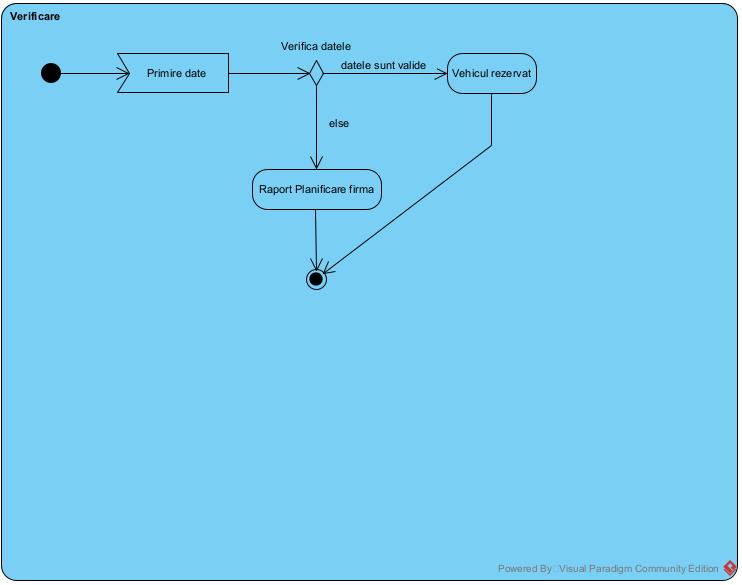 Verificare
Verifica datele
Primire date
datele sunt valide
Vehicul rezervat
else
Raport Planificare firma
Powered By Visual Paradigm Community Edition